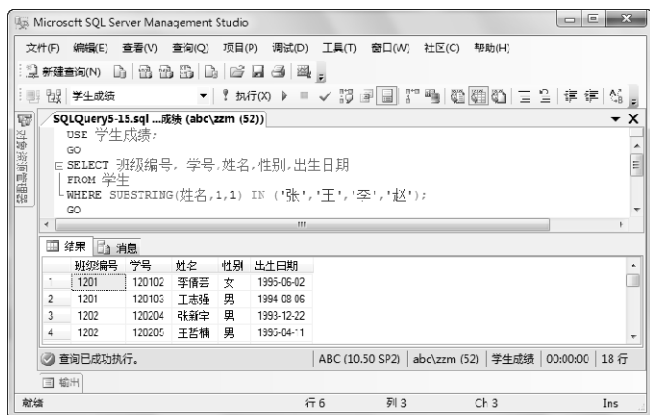 Microsoft SQL Server Management Studio
文件(F) 编辑(E) 查看(V) 查询(Q) 项目(P) 调试(D) 工具(T) 窗口(W) 社区(C) 帮助(H)
新建查询(N)
学生成绩 执行(X)
SQLQuery5-15.sql ...成绩 (abc\zzm (52))
对象资源管理器
USE 学生成绩;
GO
SELECT 班级编号, 学号,姓名,性别,出生日期
FROM 学生
WHERE SUBSTRING(姓名,1,1) IN ('张','王','李','赵');
GO
结果 消息
班级编号 学号 姓名 性别 出生日期
1 1201 120102 李倩芸 女
2 1201 120103 王志强 男 1994-08-06
3 1202 120204 张新宇 男 1993-12-22
4 1202 120205 王哲楠 男
查询已成功执行。 ABC (10.50 SP2) abc\zzm (52) 学生成绩 00:00:00 18 行
输出
就绪 行 6 列 3 Ch 3 Ins